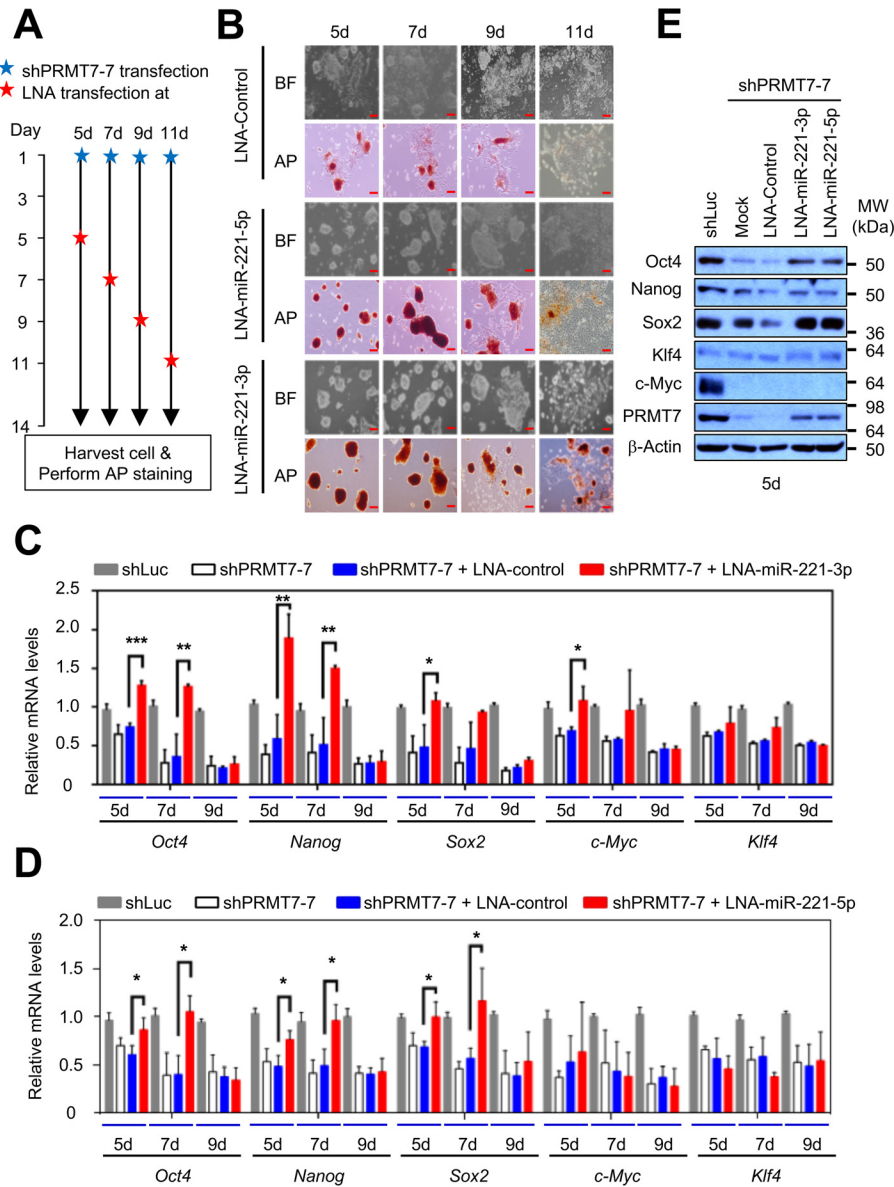 A
shPRMT7-7 transfection
LNA transfection at
Day
5d 7d 9d 11d
1
3
5
7
9
11
14
Harvest cell &
Perform AP staining
B
5d 7d 9d 11d
LNA-Control
BF
AP
LNA-miR-221-5p
BF
AP
LNA-miR-221-3p
BF
AP
E
shPRMT7-7
shLuc
Mock
LNA-Control
LNA-miR-221-3p
LNA-miR-221-5p
MW
(kDa)
Oct4 50
Nanog 50
Sox2 36
Klf4 64
c-Myc 64
98
PRMT7 64
β-Actin 50
5d
C
shLuc shPRMT7-7 shPRMT7-7 + LNA-control shPRMT7-7 + LNA-miR-221-3p
Relative mRNA levels
2.5
2.0
1.5
1.0
0.5
0
*** ** ** ** * *
5d 7d 9d 5d 7d 9d 5d 7d 9d 5d 7d 9d 5d 7d 9d
Oct4 Nanog Sox2 c-Myc Klf4
D
shLuc shPRMT7-7 shPRMT7-7 + LNA-control shPRMT7-7 + LNA-miR-221-5p
Relative mRNA levels
2.0
1.5
1.0
0.5
0
* * * * * *
5d 7d 9d 5d 7d 9d 5d 7d 9d 5d 7d 9d 5d 7d 9d
Oct4 Nanog Sox2 c-Myc Klf4